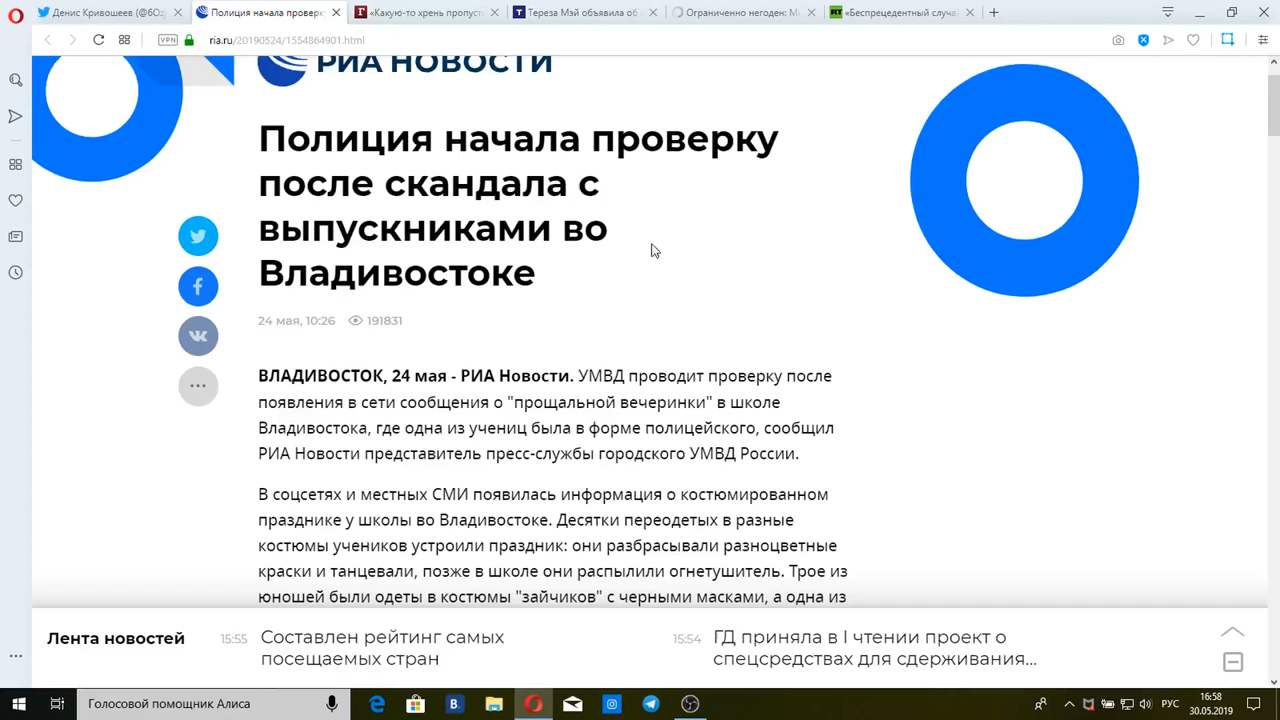 Денис Кривошеев (@6Oz
Полиция начала проверк
«Какую-то хрень пропуст
Тереза Мэй объявила об
Ограниченно негоден: М
«Беспрецедентный случа
VPN
ria.ru/20190524/1554864901.html
РИА НОВОСТИ
Полиция начала проверку
после скандала с
выпускниками во
Владивостоке
24 мая, 10:26 191831
ВЛАДИВОСТОК, 24 мая - РИА Новости. УМВД проводит проверку после
появления в сети сообщения о "прощальной вечеринки" в школе
Владивостока, где одна из учениц была в форме полицейского, сообщил
РИА Новости представитель пресс-службы городского УМВД России.
В соцсетях и местных СМИ появилась информация о костюмированном
празднике у школы во Владивостоке. Десятки переодетых в разные
костюмы учеников устроили праздник: они разбрасывали разноцветные
краски и танцевали, позже в школе они распылили огнетушитель. Трое из
юношей были одеты в костюмы "зайчиков" с черными масками, а одна из
Лента новостей
15:55 Составлен рейтинг самых
посещаемых стран
15:54 ГД приняла в I чтении проект о
спецсредствах для сдерживания...
Голосовой помощник Алиса
РУС
16:58
30.05.2019